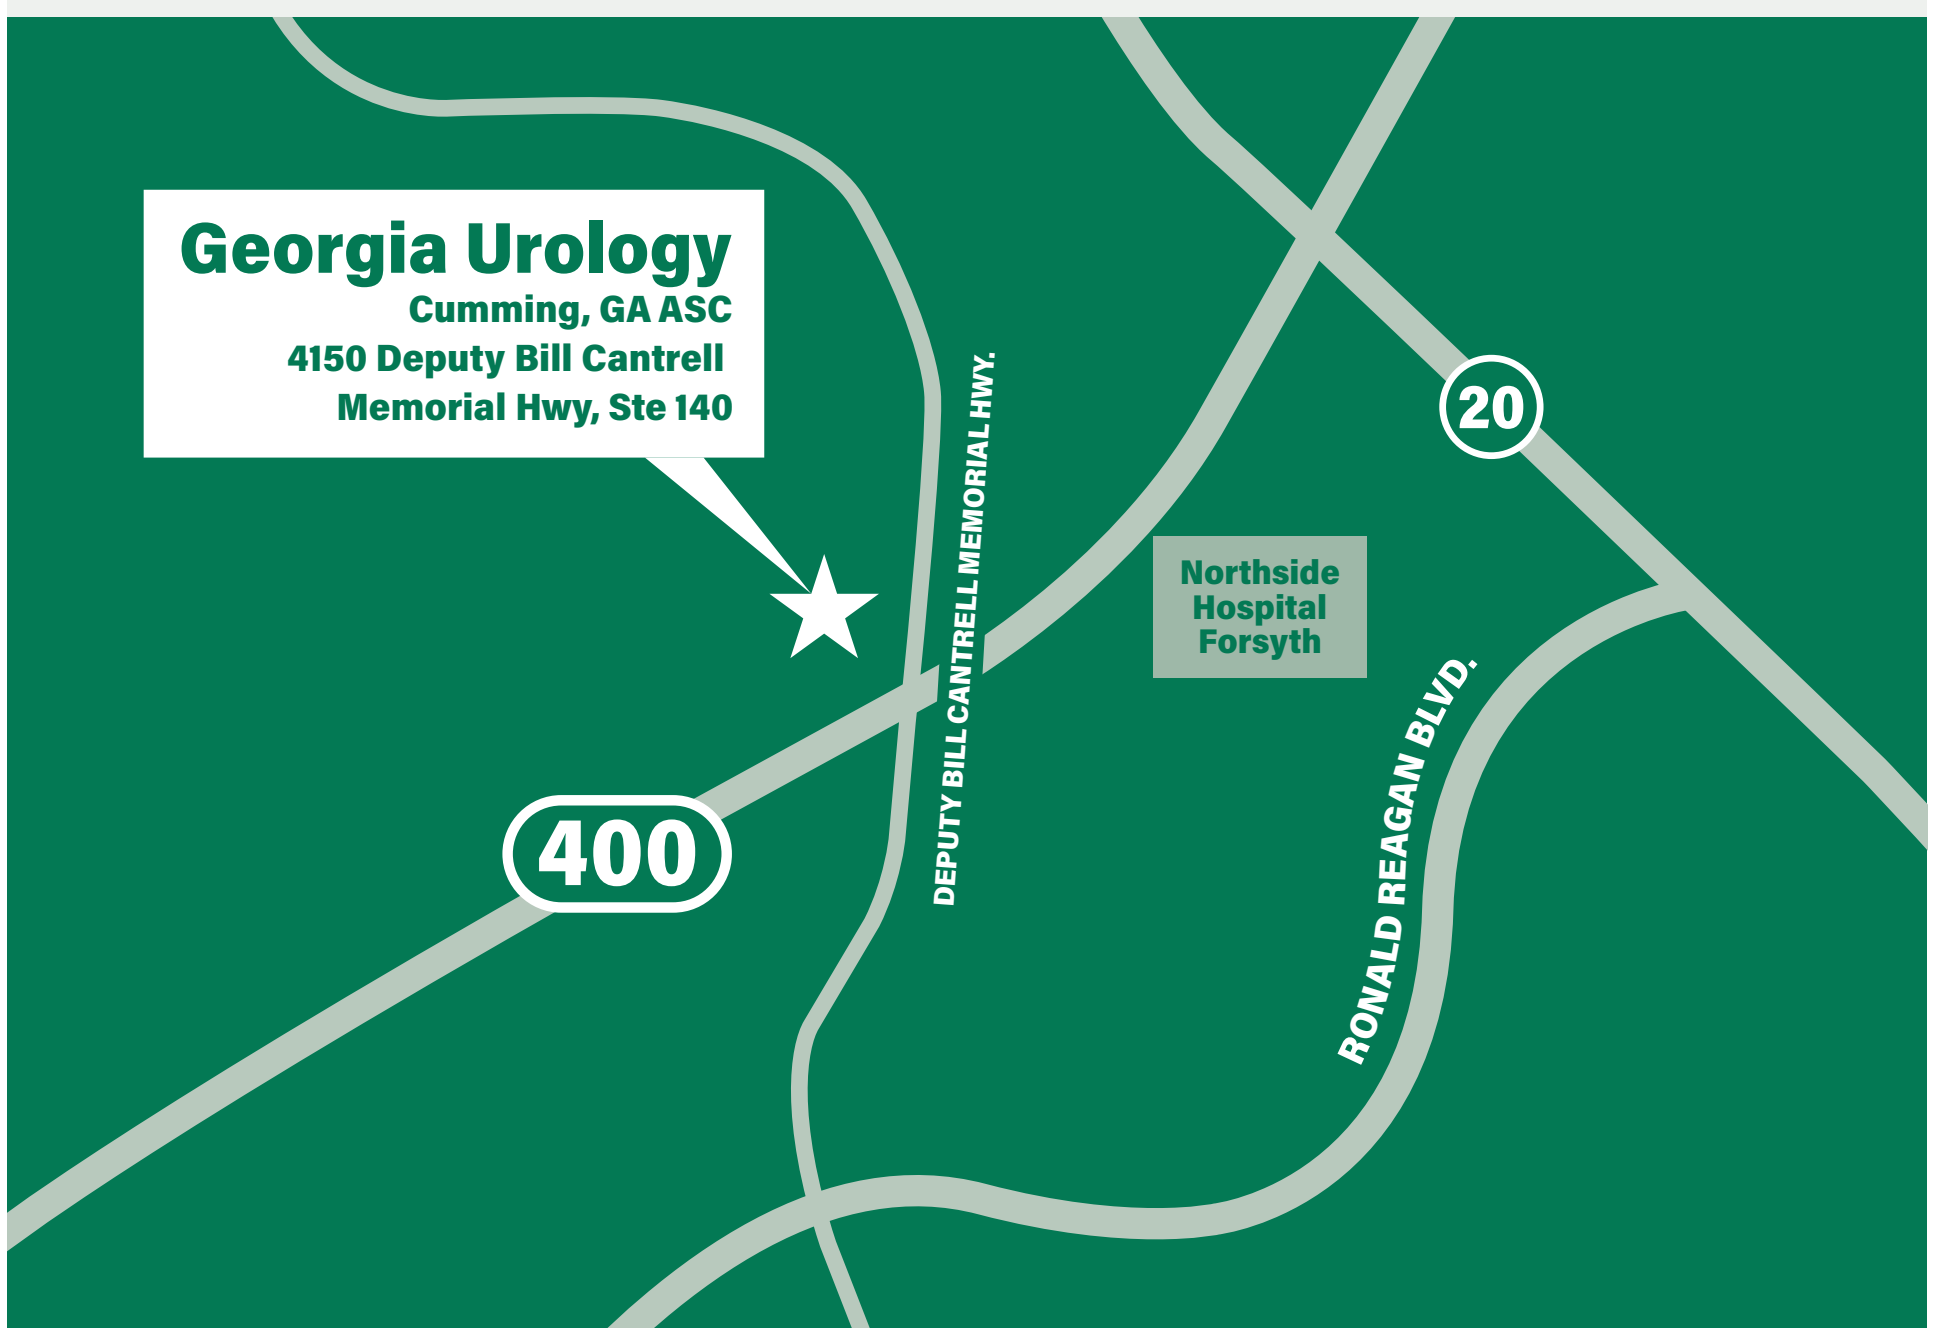 Georgia Urology
Cumming, GA ASC
4150 Deputy Bill Cantrell
Memorial Hwy, Ste 140
DEPUTY BILL CANTRELL MEMORIAL HWY.
20
Northside
Hospital
Forsyth
RONALD REAGAN BLVD.
400